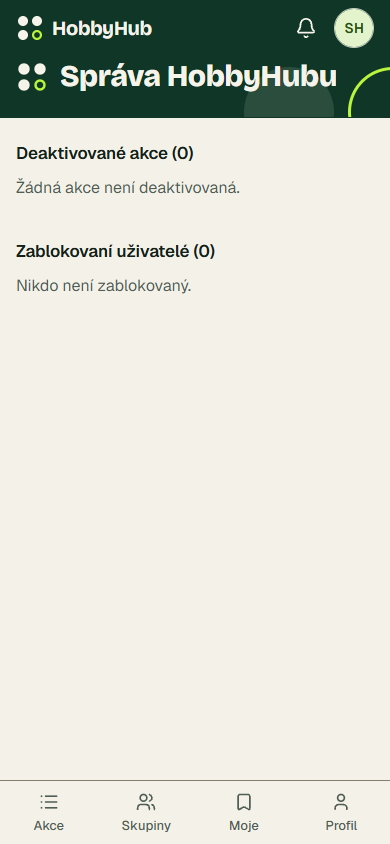 HobbyHub
SH
Správa HobbyHubu
Deaktivované akce (0)
Žádná akce není deaktivovaná.
Zablokovaní uživatelé (0)
Nikdo není zablokovaný.
Akce
Skupiny
Moje
Profil